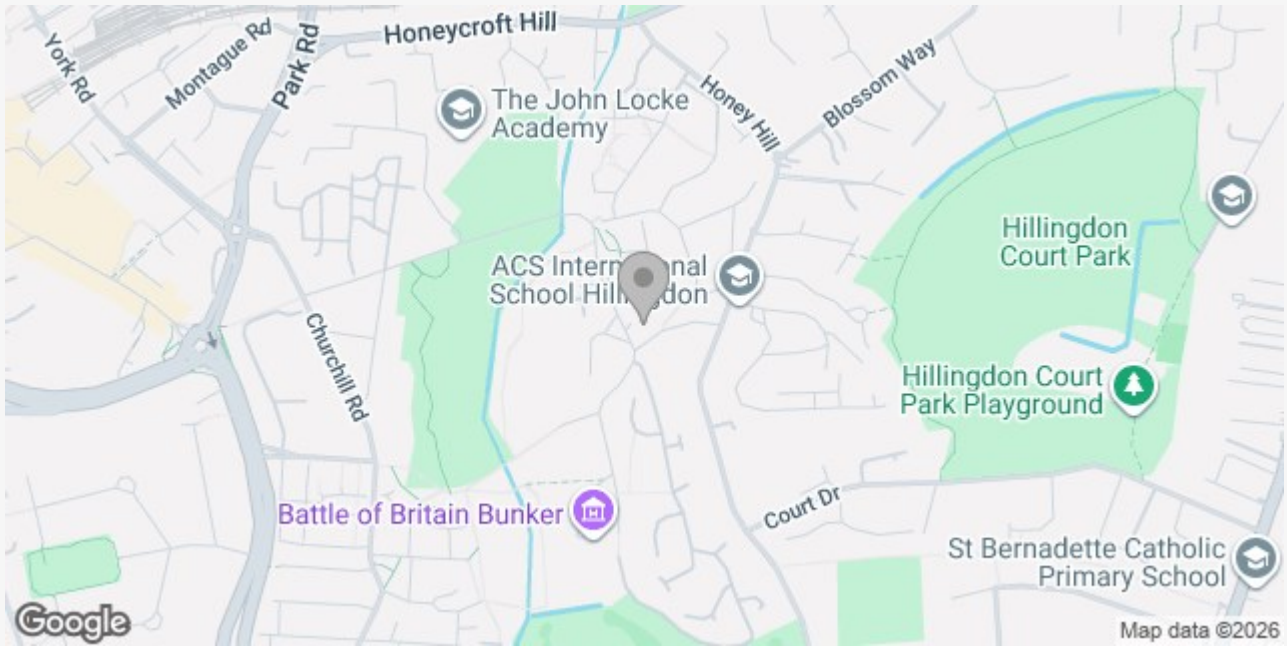 York Rd
Montague Rd
Park Rd
Honeycroft Hill
The John Locke
Academy
Honey Hill
Blossom Way
Hillingdon
Court Park
ACS International
School Hillingdon
Churchill Rd
Hillingdon Court
Park Playground
Battle of Britain Bunker
Court Dr
St Bernadette Catholic
Primary School
Google
Map data ©2026